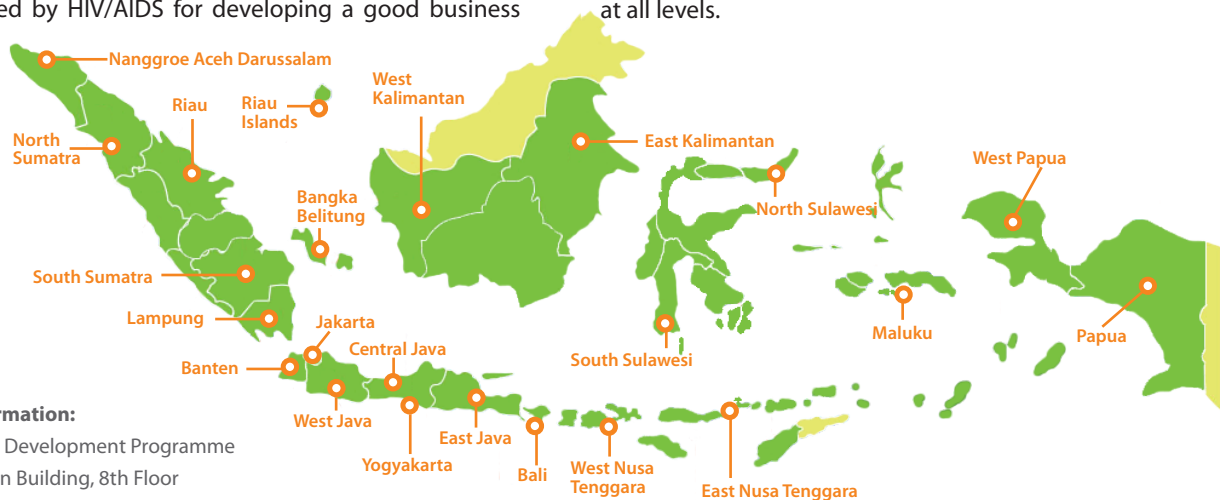 ed by HIV/AIDS for developing a good business
at all levels.
Nanggroe Aceh Darussalam
West
Kalimantan
Riau
Riau
Islands
North
Sumatra
East Kalimantan
West Papua
Bangka
Belitung
North Sulawesi
South Sumatra
Lampung
Jakarta
Central Java
Maluku
Papua
South Sulawesi
Banten
West Java
East Java
Yogyakarta
Bali
West Nusa
Tenggara
East Nusa Tenggara
rmation:
Development Programme
n Building, 8th Floor